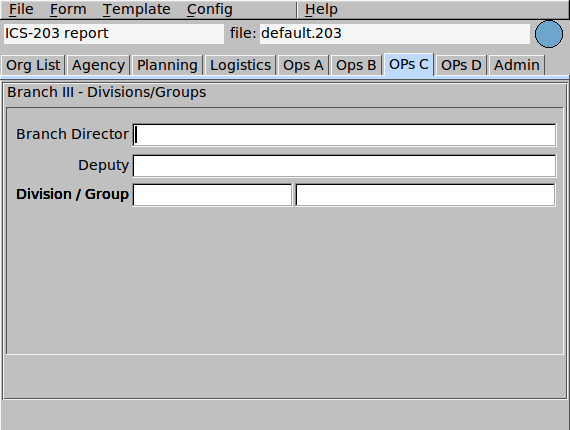 File Form Template Config Help
ICS-203 report file: default.203
Org List Agency Planning Logistics Ops A Ops B OPs C OPs D Admin
Branch III - Divisions/Groups
Branch Director
Deputy
Division / Group